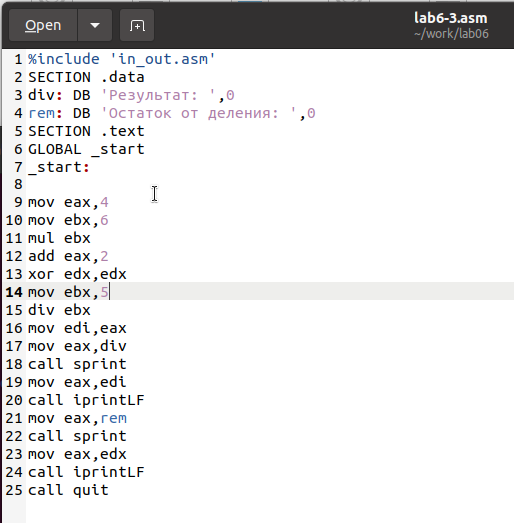 Open
lab6-3.asm
~/work/lab06
1 %include 'in_out.asm'
2 SECTION .data
3 div: DB 'Результат: ',0
4 rem: DB 'Остаток от деления: ',0
5 SECTION .text
6 GLOBAL _start
7 _start:
8
9 mov eax,4
10 mov ebx,6
11 mul ebx
12 add eax,2
13 xor edx,edx
14 mov ebx,5
15 div ebx
16 mov edi,eax
17 mov eax,div
18 call sprint
19 mov eax,edi
20 call iprintLF
21 mov eax,rem
22 call sprint
23 mov eax,edx
24 call iprintLF
25 call quit